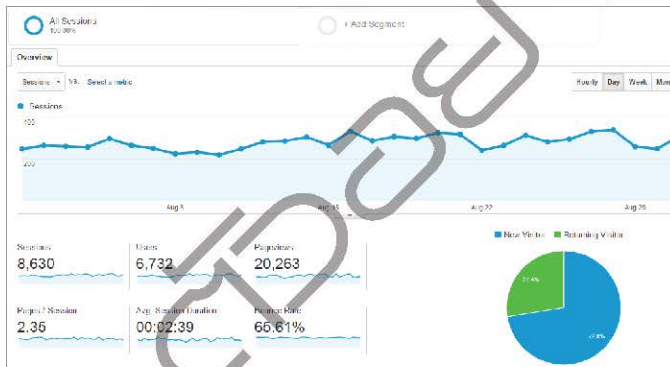 All Sessions
100.00%
+ Add Segment
Overview
Sessions
VS.
Select a metric
Hourly Day Week
Sessions
400
200
Aug 8
Aug 15
Aug 22
Aug 29
New Visitor Returning Visitor
Sessions
8,630
Users
6,732
Pageviews
20,263
Pages / Session
2.35
Avg. Session Duration
00:02:39
Bounce Rate
65.61%